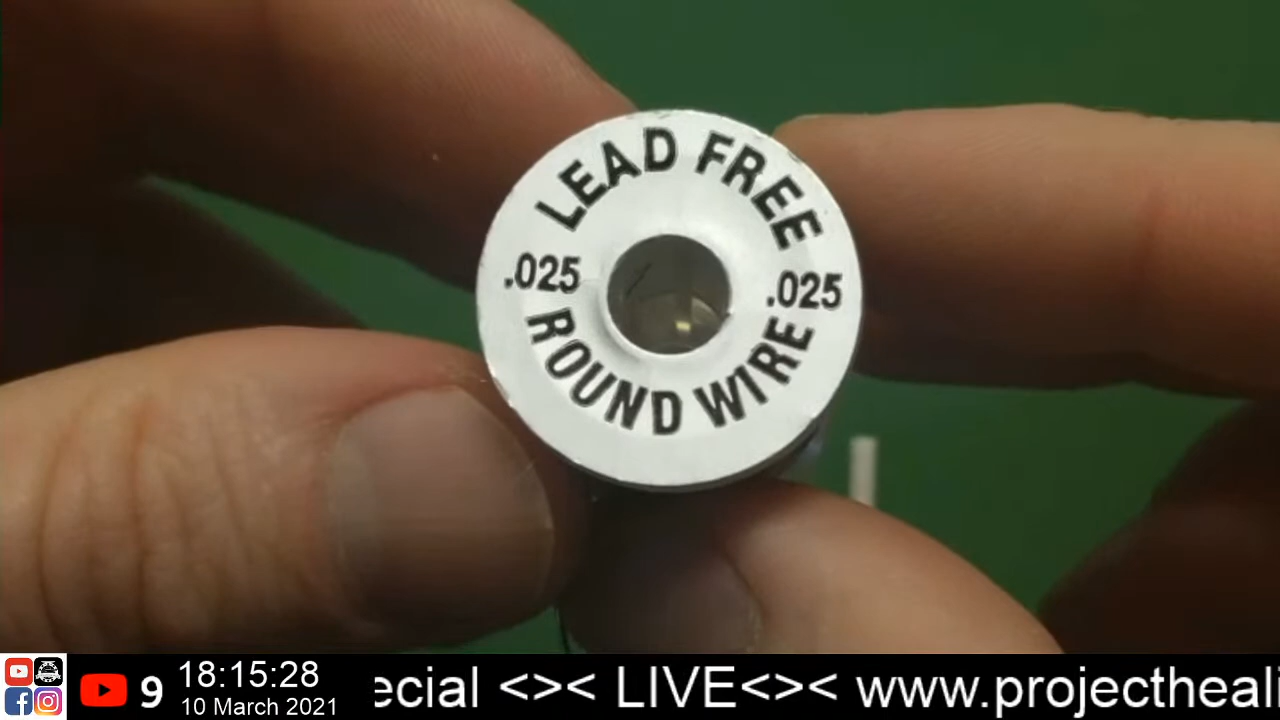 LEAD FREE
.025 .025
ROUND WIRE
9 18:15:28
10 March 2021
ecial <>< LIVE<>< www.projectheali